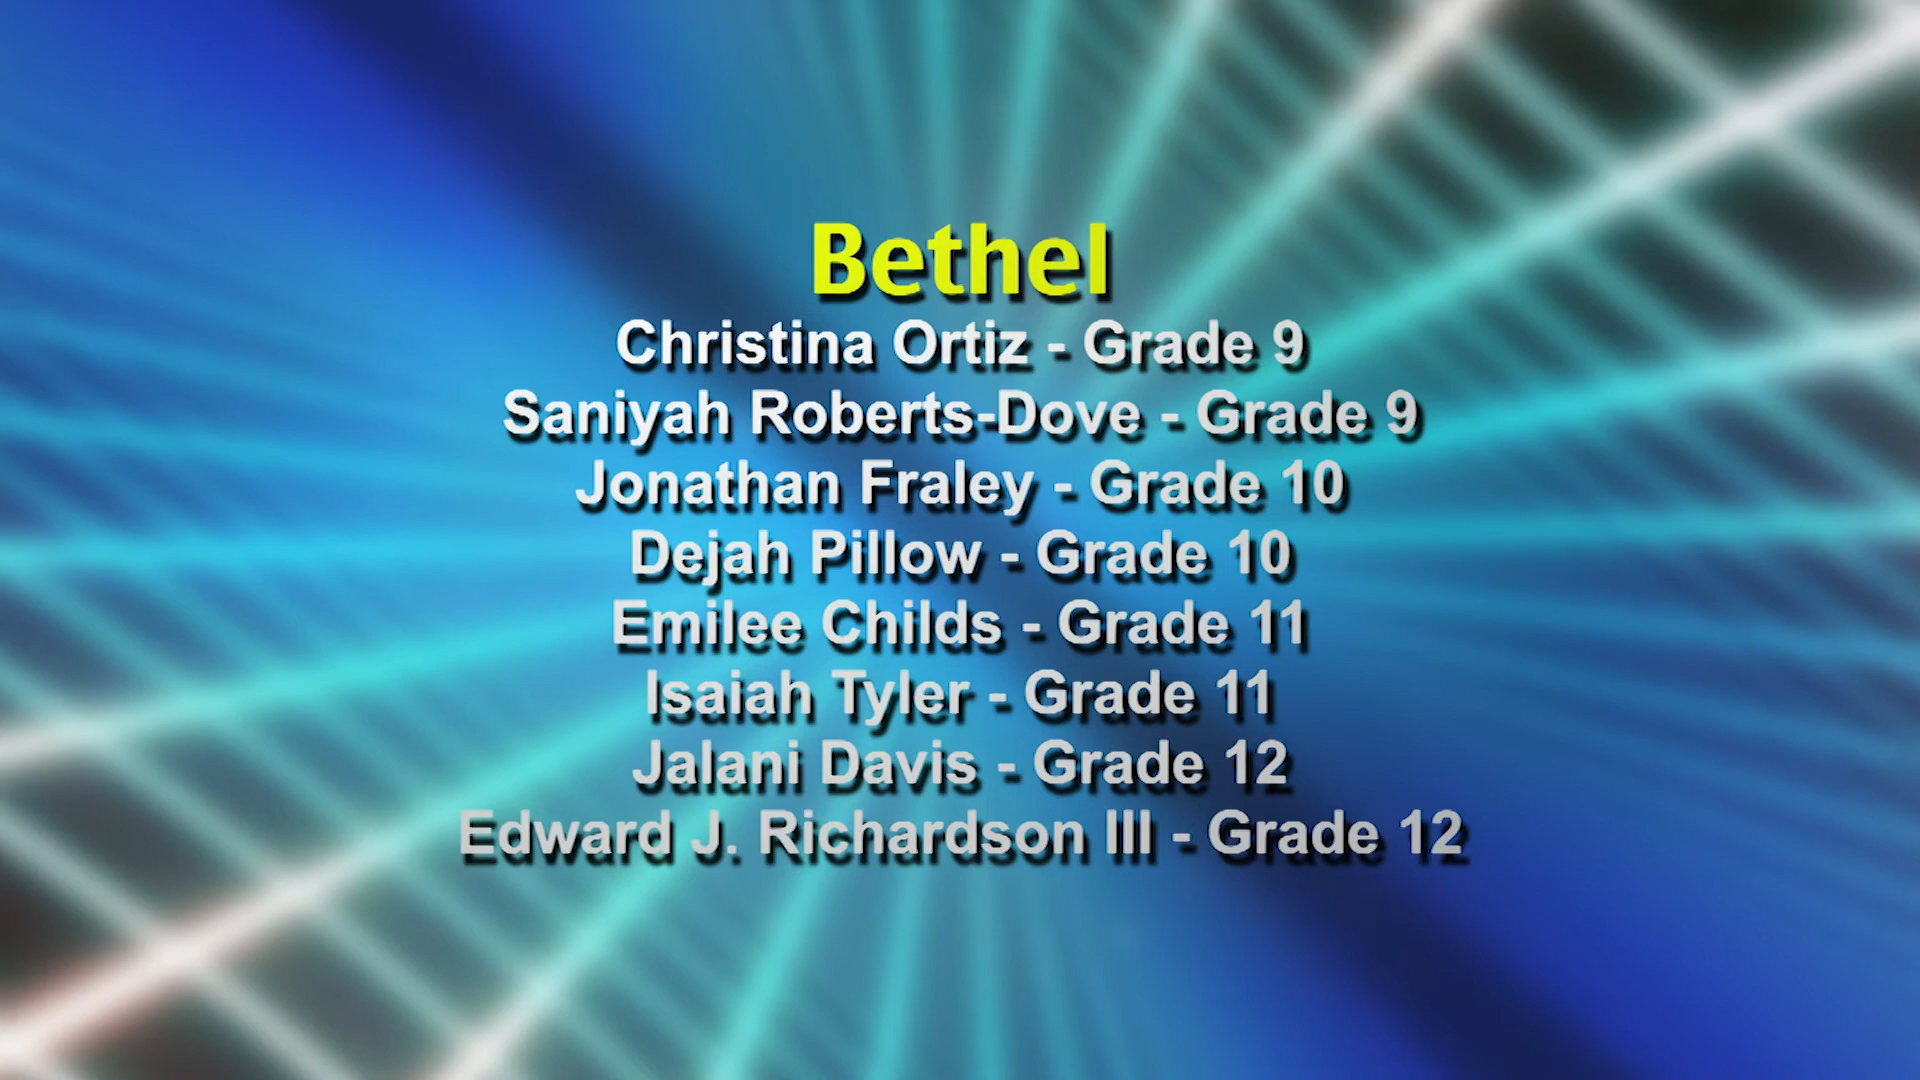 Bethel
Christina Ortiz - Grade 9
Saniyah Roberts-Dove - Grade 9
Jonathan Fraley - Grade 10
Dejah Pillow - Grade 10
Emilee Childs - Grade 11
Isaiah Tyler - Grade 11
Jalani Davis - Grade 12
Edward J. Richardson III - Grade 12